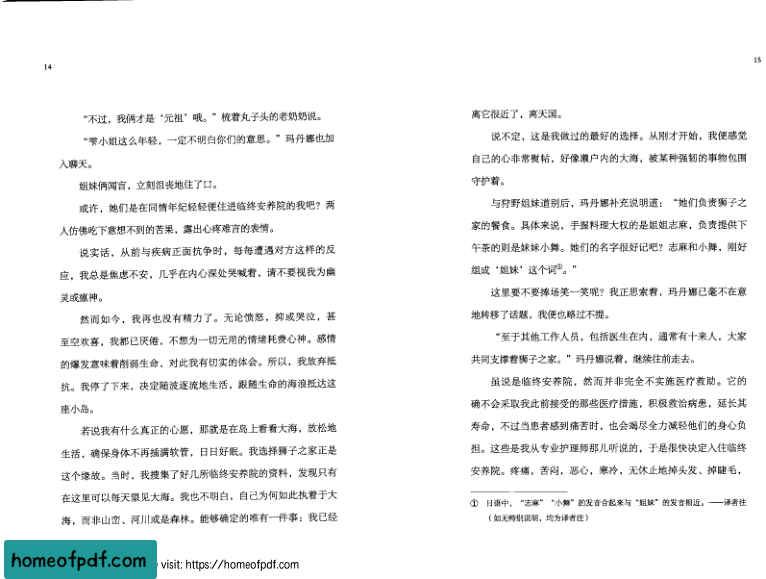 14
“不过，我俩才是‘元祖’哦。”梳着丸子头的老奶奶说。
“雫小姐这么年轻，一定不明白你们的意思。”玛丹娜也加
入聊天。
姐妹俩闻言，立刻沮丧地住了口。
或许，她们是在同情年纪轻轻便住进临终安养院的我吧？两
人仿佛吃下意想不到的苦果，露出心疼难言的表情。
说实话，从前与疾病正面抗争时，每每遭遇对方这样的反
应，我总是焦虑不安，几乎在内心深处呐喊着，请不要视我为幽
灵或瘟神。
然而如今，我再也没有精力了。无论愤怒，抑或哭泣，甚
至空欢喜，我都已厌倦，不想为一切无用的情绪耗费心神。感情
的爆发意味着削弱生命，对此我有切实的体会。所以，我放弃抵
抗。我停了下来，决定随波逐流地生活，跟随生命的海浪抵达这
座小岛。
若说我有什么真正的心愿，那就是在岛上看看大海，放松地
生活，确保身体不再插满软管，日日好眠。我选择狮子之家正是
这个缘故。当时，我搜集了好几所临终安养院的资料，发现只有
在这里可以每天望见大海。我也不明白，自己为何如此执着于大
海，而非山峦、河川或是森林。能够确定的唯有一件事：我已经
15
离它很近了，离天国。
说不定，这是我做过的最好的选择。从刚才开始，我便感觉
自己的心非常熨帖，好像濑户内的大海，被某种强韧的事物包围
守护着。
与狩野姐妹道别后，玛丹娜补充说明道：“她们负责狮子之
家的餐食。具体来说，手握料理大权的是姐姐志麻，负责提供下
午茶的则是妹妹小舞。她们的名字很好记吧？志麻和小舞，刚好
组成‘姐妹’这个词①。”
这里要不要捧场笑一笑呢？我正思索着，玛丹娜已毫不在意
地转移了话题，我便也略过不提。
“至于其他工作人员，包括医生在内，通常有十来人，大家
共同支撑着狮子之家。”玛丹娜说着，继续往前走去。
虽说是临终安养院，然而并非完全不实施医疗救助。它的
确不会采取我此前接受的那些医疗措施，积极救治病患，延长其
寿命，不过当患者感到痛苦时，也会竭尽全力减轻他们的身心负
担。这些是我从专业护理师那儿听说的，于是很快决定入住临终
安养院。疼痛，苦闷，恶心，寒冷，无休止地掉头发、掉睫毛，
① 日语中，“志麻”“小舞”的发音合起来与“姐妹”的发音相近。——译者注
（如无特别说明，均为译者注）
homeofpdf.com
visit: https://homeofpdf.com